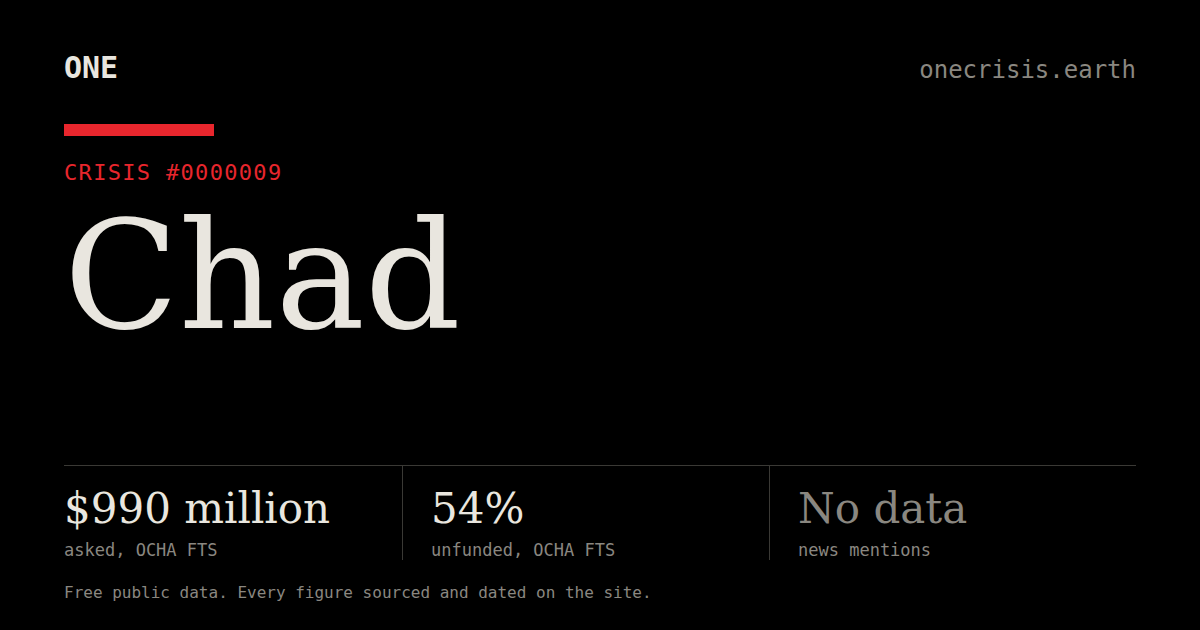 ONE
onecrisis.earth
CRISIS #0000009
Chad
$990 million
asked, OCHA FTS
54%
unfunded, OCHA FTS
No data
news mentions
Free public data. Every figure sourced and dated on the site.